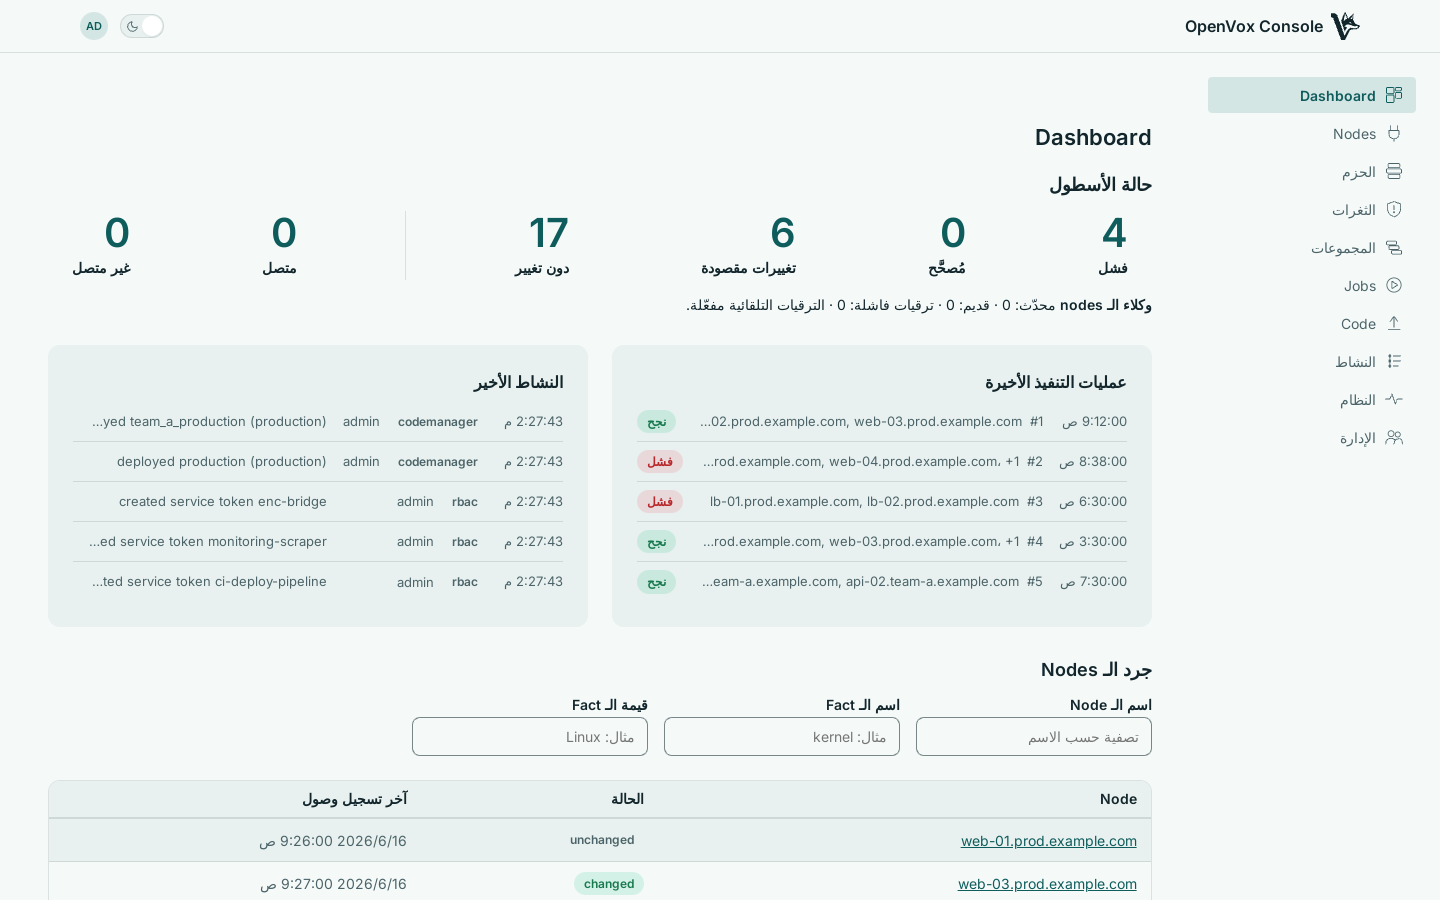 OpenVox Console
AD
Dashboard
Nodes
الحزم
الثغرات
المجموعات
Jobs
Code
النشاط
النظام
الإدارة
Dashboard
حالة الأسطول
4 0 6 17 0 0
فشل مُصحَّح تغييرات مقصودة دون تغيير متصل غير متصل
وكلاء الـ nodes محدّث: 0 · قديم: 0 · ترقيات فاشلة: 0 · الترقيات التلقائية مفعّلة.
عمليات التنفيذ الأخيرة
9:12:00 ص #1 …02.prod.example.com, web-03.prod.example.com نجح
8:38:00 ص #2 …rod.example.com, web-04.prod.example.com، +1 فشل
6:30:00 ص #3 lb-01.prod.example.com, lb-02.prod.example.com فشل
3:30:00 ص #4 …rod.example.com, web-03.prod.example.com، +1 نجح
7:30:00 ص #5 …eam-a.example.com, api-02.team-a.example.com نجح
النشاط الأخير
2:27:43 م codemanager admin …yed team_a_production (production)
2:27:43 م codemanager admin deployed production (production)
2:27:43 م rbac admin created service token enc-bridge
2:27:43 م rbac admin …ed service token monitoring-scraper
2:27:43 م rbac admin …ted service token ci-deploy-pipeline
جرد الـ Nodes
اسم الـ Node اسم الـ Fact قيمة الـ Fact
تصفية حسب الاسم مثال: kernel مثال: Linux
Node الحالة آخر تسجيل وصول
web-01.prod.example.com unchanged 2026/6/16 9:26:00 ص
web-03.prod.example.com changed 2026/6/16 9:27:00 ص